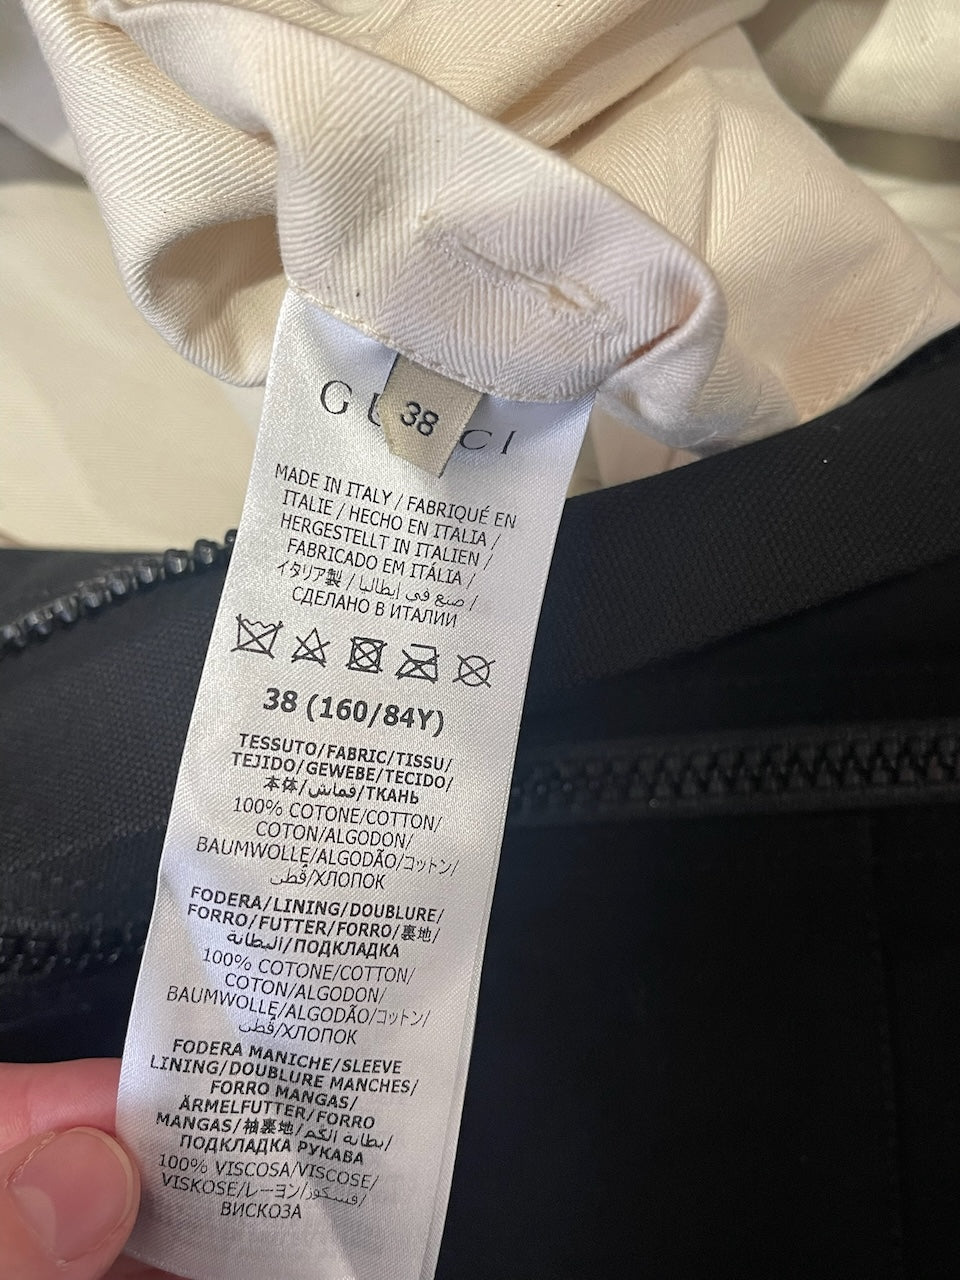 GUCCI
38
MADE IN ITALY / FABRIQUÉ EN
ITALIE / HECHO EN ITALIA /
HERGESTELLT IN ITALIEN /
FABRICADO EM ITÁLIA /
イタリア製 / صنع في إيطاليا /
СДЕЛАНО В ИТАЛИИ
38 (160/84Y)
TESSUTO/FABRIC/TISSU/
TEJIDO/GEWEBE/TECIDO/
本体/قماش/ТКАНЬ
100% COTONE/COTTON/
COTON/ALGODON/
BAUMWOLLE/ALGODÃO/コットン/
قطن/ХЛОПОК
FODERA/LINING/DOUBLURE/
FORRO/FUTTER/FORRO/裏地/
البطانة/ПОДКЛАДКА
100% COTONE/COTTON/
COTON/ALGODON/
BAUMWOLLE/ALGODÃO/コットン/
قطن/ХЛОПОК
FODERA MANICHE/SLEEVE
LINING/DOUBLURE MANCHES/
FORRO MANGAS/
ÄRMELFUTTER/FORRO
MANGAS/袖裏地/بطانة الكم/
ПОДКЛАДКА РУКАВА
100% VISCOSA/VISCOSE/
VISKOSE/レーヨン/فسكوز/
ВИСКОЗА